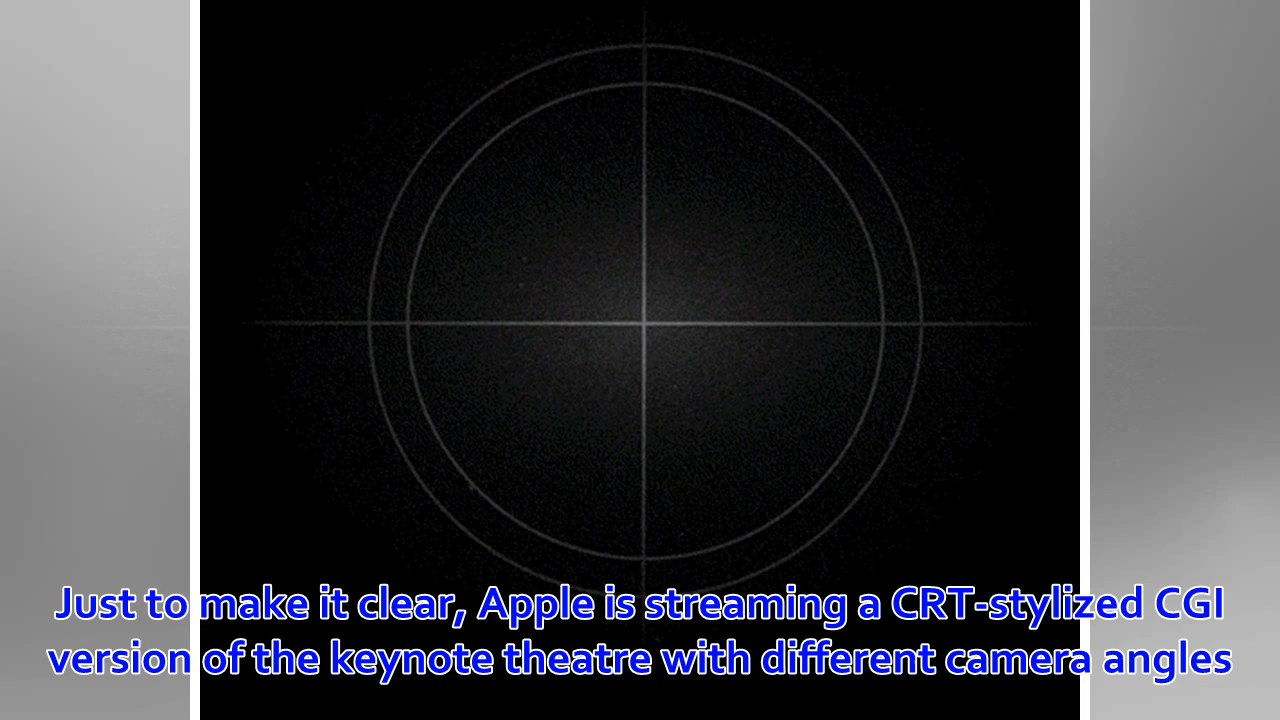 Just to make it clear, Apple is streaming a CRT-stylized CGI
version of the keynote theatre with different camera angles